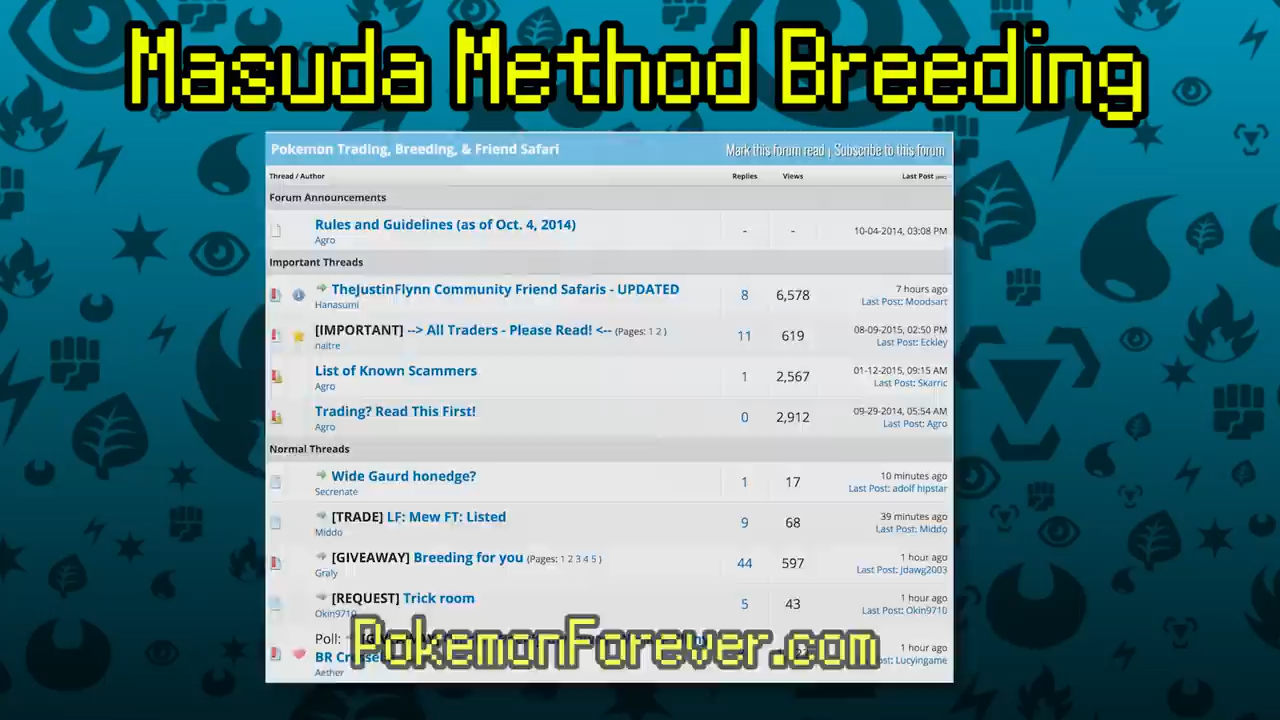 Masuda Method Breeding
Pokemon Trading, Breeding, & Friend Safari Mark this forum read | Subscribe to this forum
Thread / Author Replies Views Last Post [asc]
Forum Announcements
Rules and Guidelines (as of Oct. 4, 2014) - - 10-04-2014, 03:08 PM
Agro
Important Threads
TheJustinFlynn Community Friend Safaris - UPDATED 8 6,578 7 hours ago
Hanasumi Last Post: Moodsart
[IMPORTANT] --> All Traders - Please Read! <-- (Pages: 1 2 ) 11 619 08-09-2015, 02:50 PM
naitre Last Post: Eckley
List of Known Scammers 1 2,567 01-12-2015, 09:15 AM
Agro Last Post: Skarric
Trading? Read This First! 0 2,912 09-29-2014, 05:54 AM
Agro Last Post: Agro
Normal Threads
Wide Gaurd honedge? 1 17 10 minutes ago
Secrenate Last Post: adolf hipstar
[TRADE] LF: Mew FT: Listed 9 68 39 minutes ago
Middo Last Post: Middo
[GIVEAWAY] Breeding for you (Pages: 1 2 3 4 5 ) 44 597 1 hour ago
Graly Last Post: Jdawg2003
[REQUEST] Trick room 5 43 1 hour ago
Okin9710 Last Post: Okin9710
Poll: 1 hour ago
BR Last Post: Lucyingame
Aether
PokemonForever.com